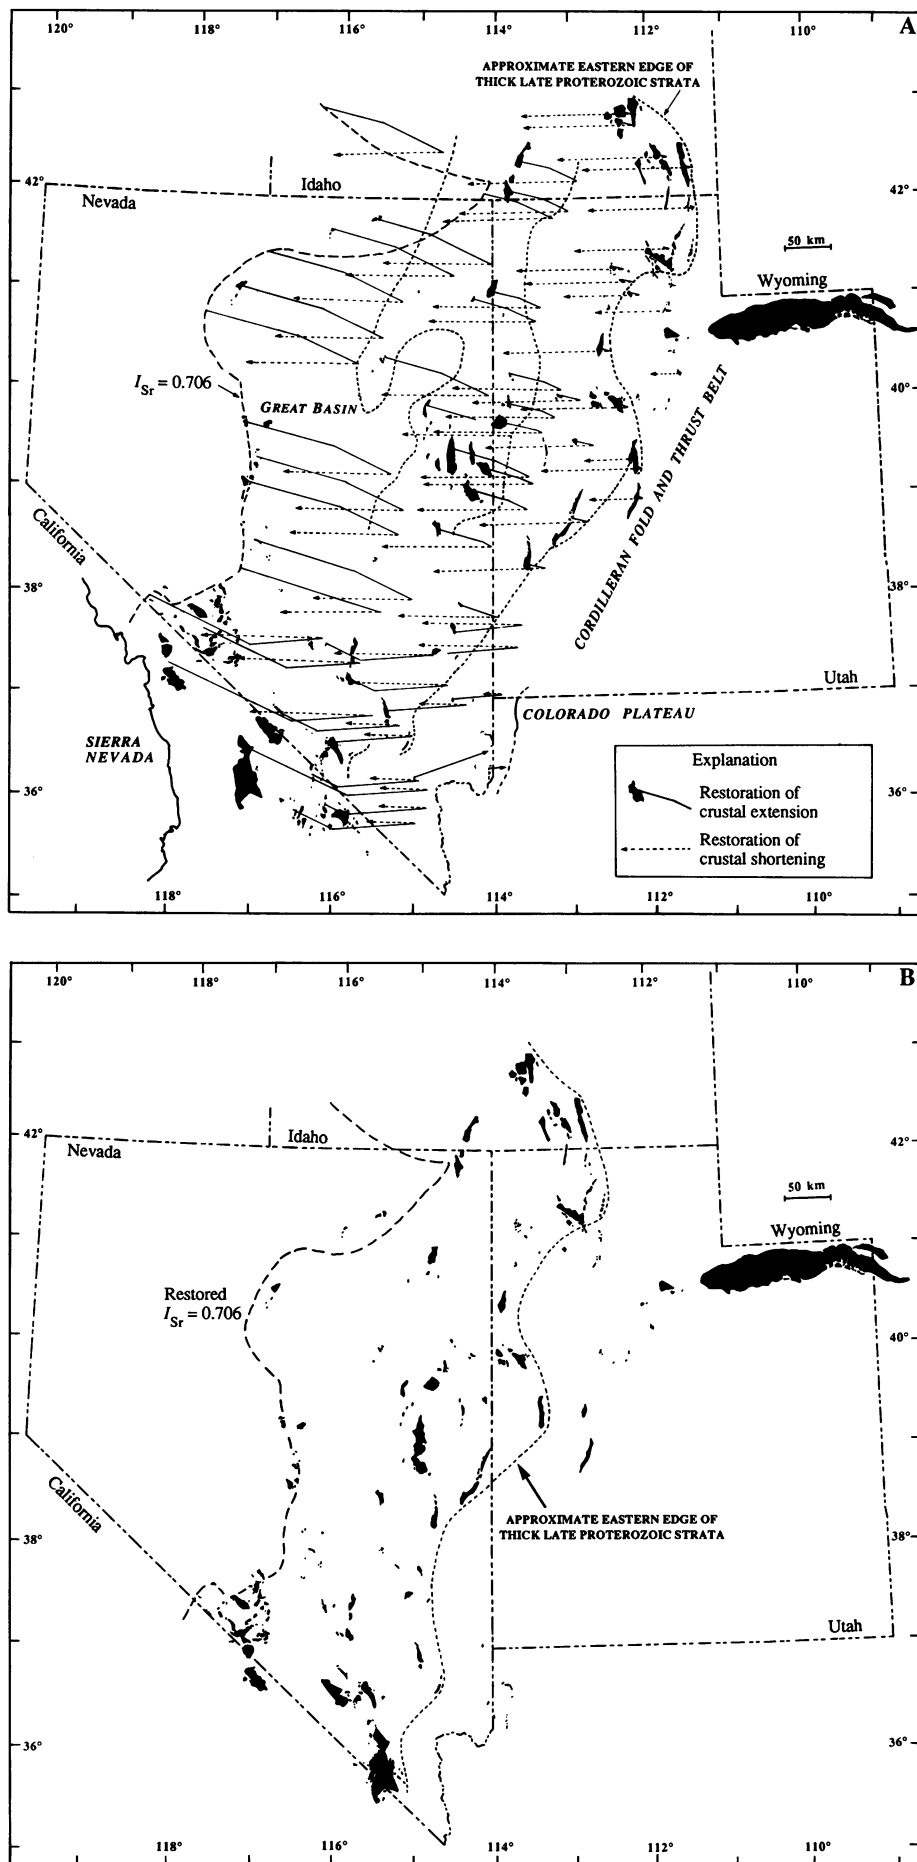 120° 118° 116° 114° 112° 110° A
APPROXIMATE EASTERN EDGE OF
THICK LATE PROTEROZOIC STRATA
42° 42°
Idaho
Nevada
50 km
Wyoming
I Sr = 0.706
GREAT BASIN
40°
CORDILLERAN FOLD AND THRUST BELT
California
38° 38°
Utah
COLORADO PLATEAU
SIERRA
NEVADA
Explanation
Restoration of
crustal extension
Restoration of
crustal shortening
36° 36°
118° 116° 114° 112° 110°
120° 118° 116° 114° 112° 110° B
42° 42°
Idaho
Nevada
50 km
Wyoming
Restored
I Sr = 0.706
40°
California
APPROXIMATE EASTERN EDGE OF
THICK LATE PROTEROZOIC STRATA
38° 38°
Utah
36° 36°
118° 116° 114° 112° 110°